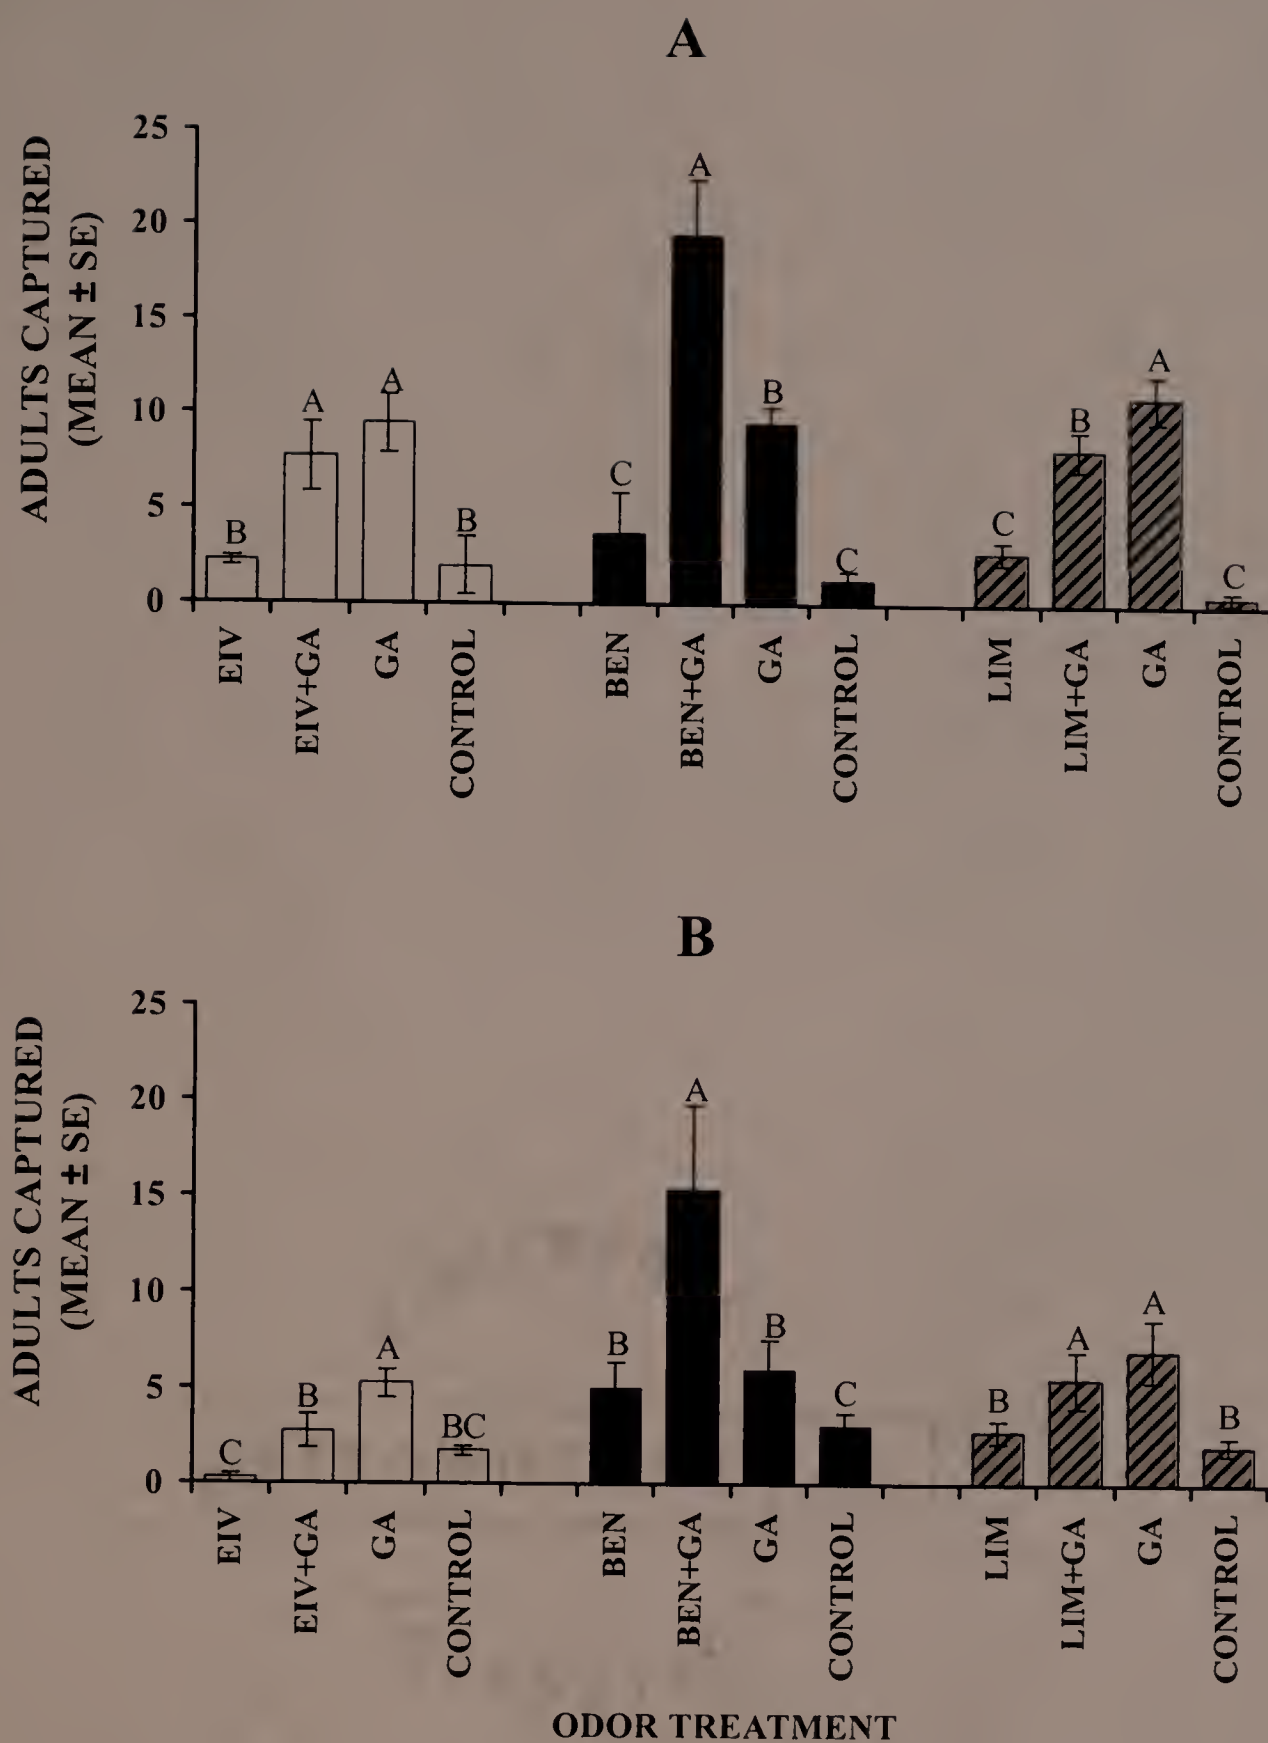 A
ADULTS CAPTURED
(MEAN ± SE)
25
20
15
10
5
0
B
A
A
B
C
A
B
C
C
B
A
C
EIV
EIV+GA
GA
CONTROL
BEN
BEN+GA
GA
CONTROL
LIM
LIM+GA
GA
CONTROL
B
ADULTS CAPTURED
(MEAN ± SE)
25
20
15
10
5
0
C
B
A
BC
B
A
B
C
B
A
A
B
EIV
EIV+GA
GA
CONTROL
BEN
BEN+GA
GA
CONTROL
LIM
LIM+GA
GA
CONTROL
ODOR TREATMENT